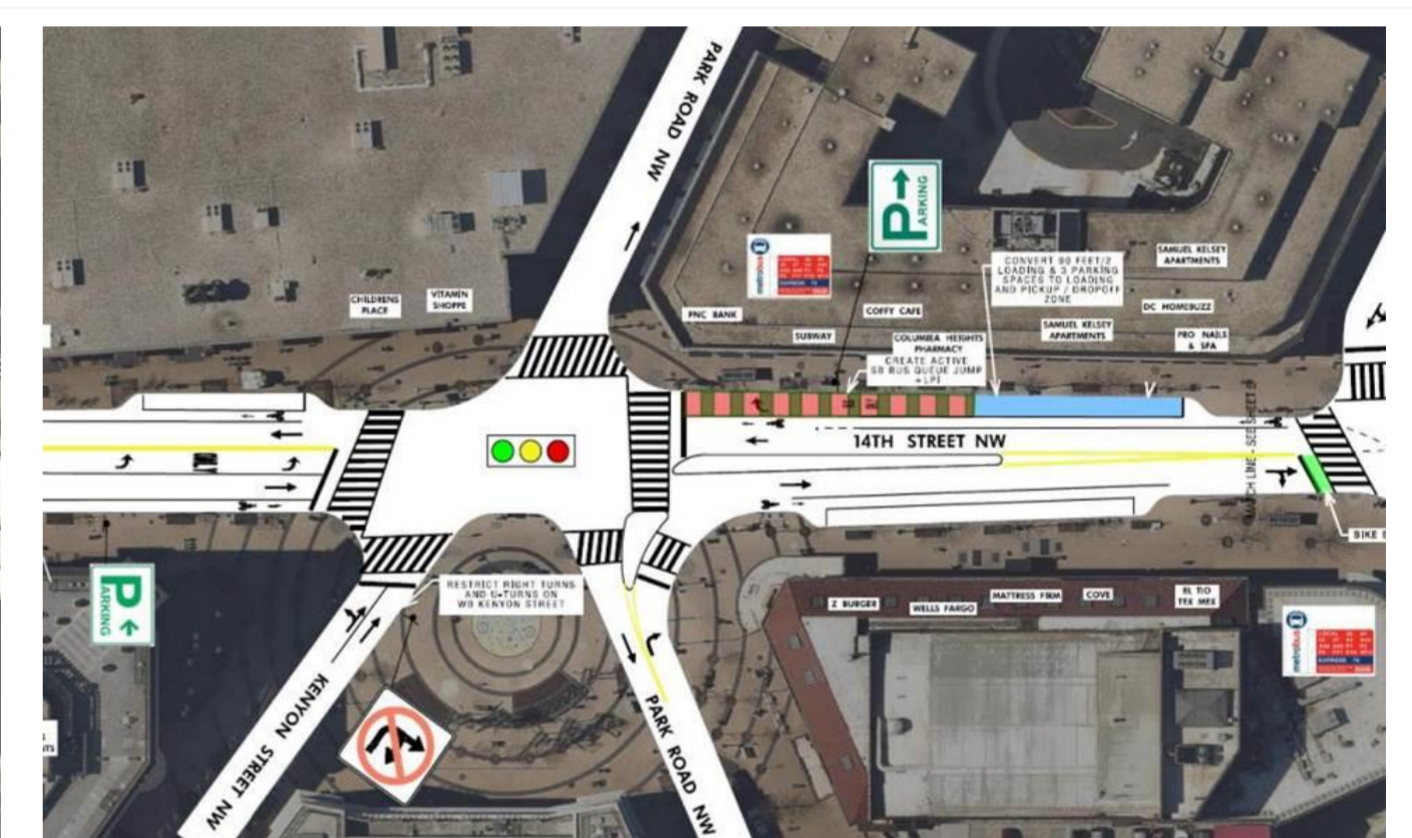 PARK ROAD NW
P→
ARKING
metrobus
SAMUEL KELSEY
APARTMENTS
CONVERT 90 FEET/2
LOADING & 3 PARKING
SPACES TO LOADING
AND PICKUP / DROPOFF
ZONE
CHILDRENS
PLACE
VITAMIN
SHOPPE
PNC BANK
COFFY CAFE
DC HOMEBUZZ
SUBWAY
COLUMBIA HEIGHTS
PHARMACY
SAMUEL KELSEY
APARTMENTS
PRO NAILS
& SPA
CREATE ACTIVE
SB BUS QUEUE JUMP
+LPI
14TH STREET NW
MATCH LINE - SEE SHEET
BIKE
P←
ARKING
RESTRICT RIGHT TURNS
AND U-TURNS ON
WB KENYON STREET
Z BURGER
WELLS FARGO
MATTRESS FIRM
COVE
EL TIO
TEX MEX
metrobus
KENYON STREET NW
PARK ROAD NW